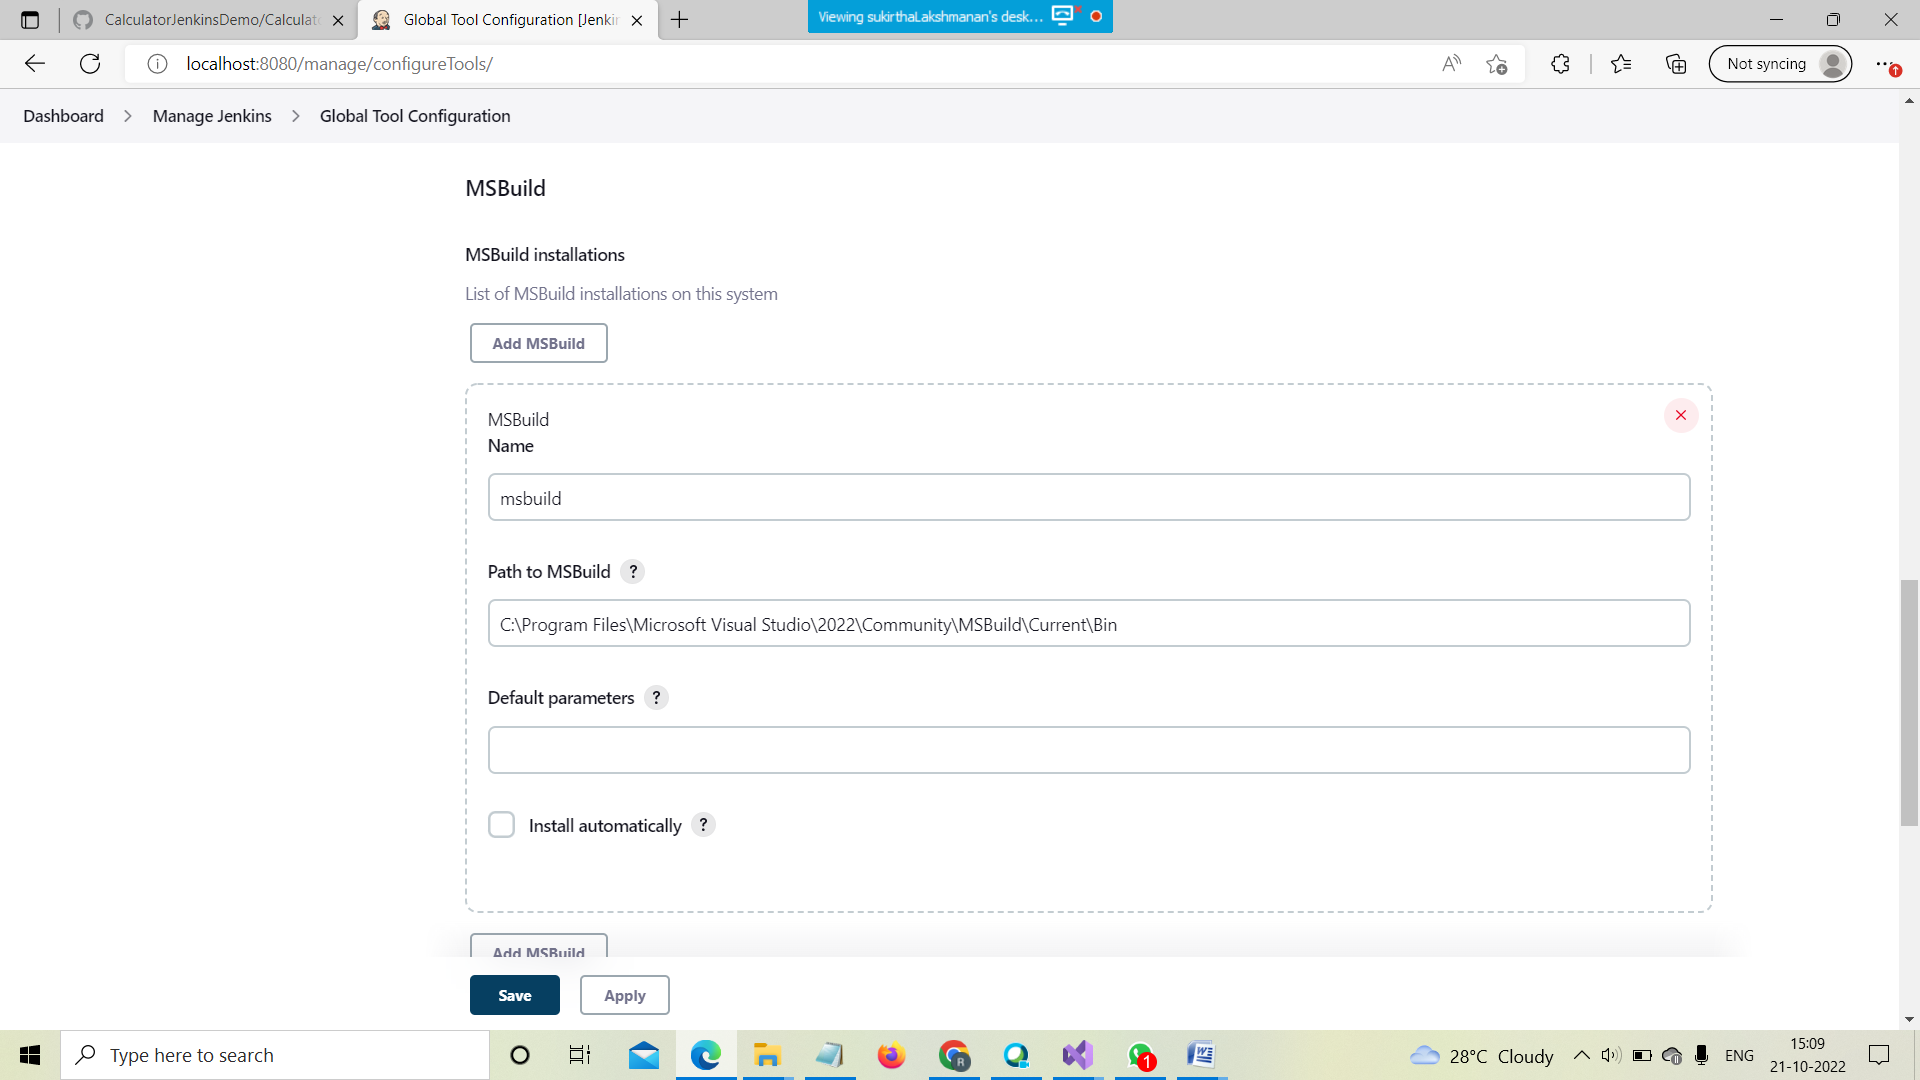 CalculatorJenkinsDemo/Calculat
Global Tool Configuration [Jenki
Viewing sukirthaLakshmanan's desk...
localhost:8080/manage/configureTools/
Not syncing
Dashboard
Manage Jenkins
Global Tool Configuration
MSBuild
MSBuild installations
List of MSBuild installations on this system
Add MSBuild
MSBuild
Name
msbuild
Path to MSBuild ?
C:\Program Files\Microsoft Visual Studio\2022\Community\MSBuild\Current\Bin
Default parameters ?
Install automatically ?
Add MSBuild
Save
Apply
Type here to search
R
1
28°C Cloudy
ENG
15:09
21-10-2022